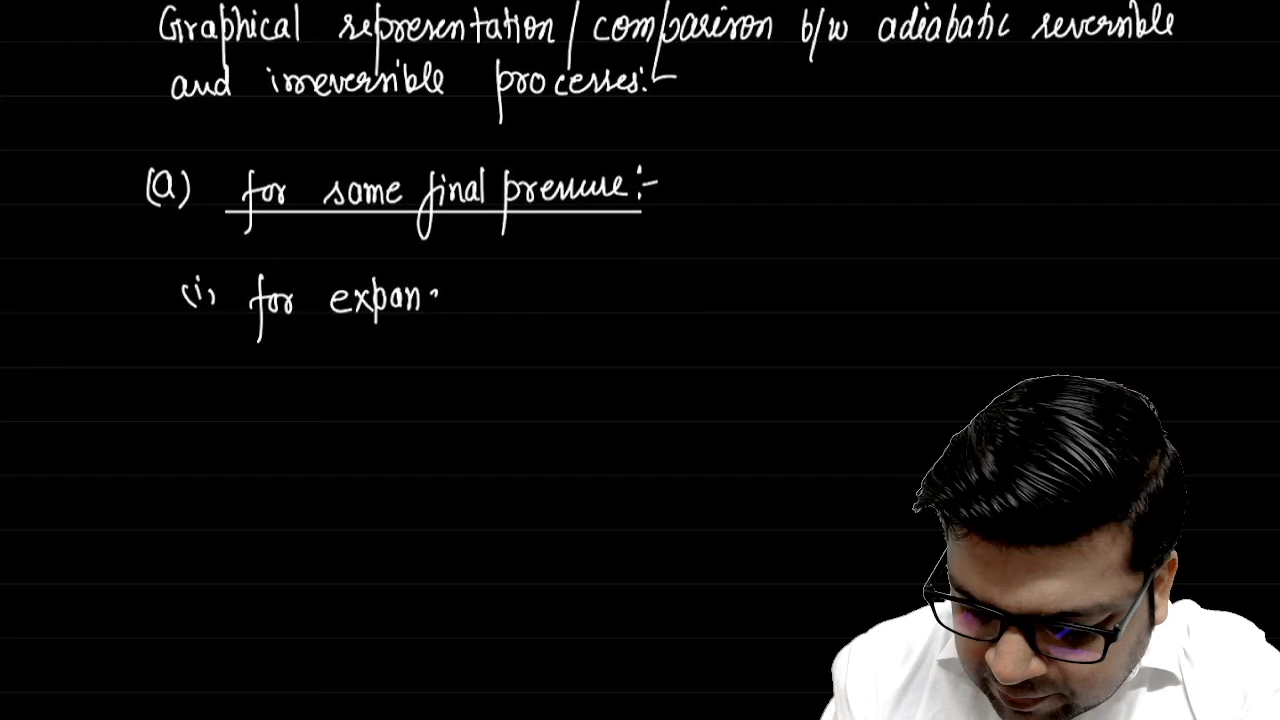 Graphical representation/comparison b/w adiabatic reversible
and irreversible processes:-
(a) for same final pressure:-
(i) for expan